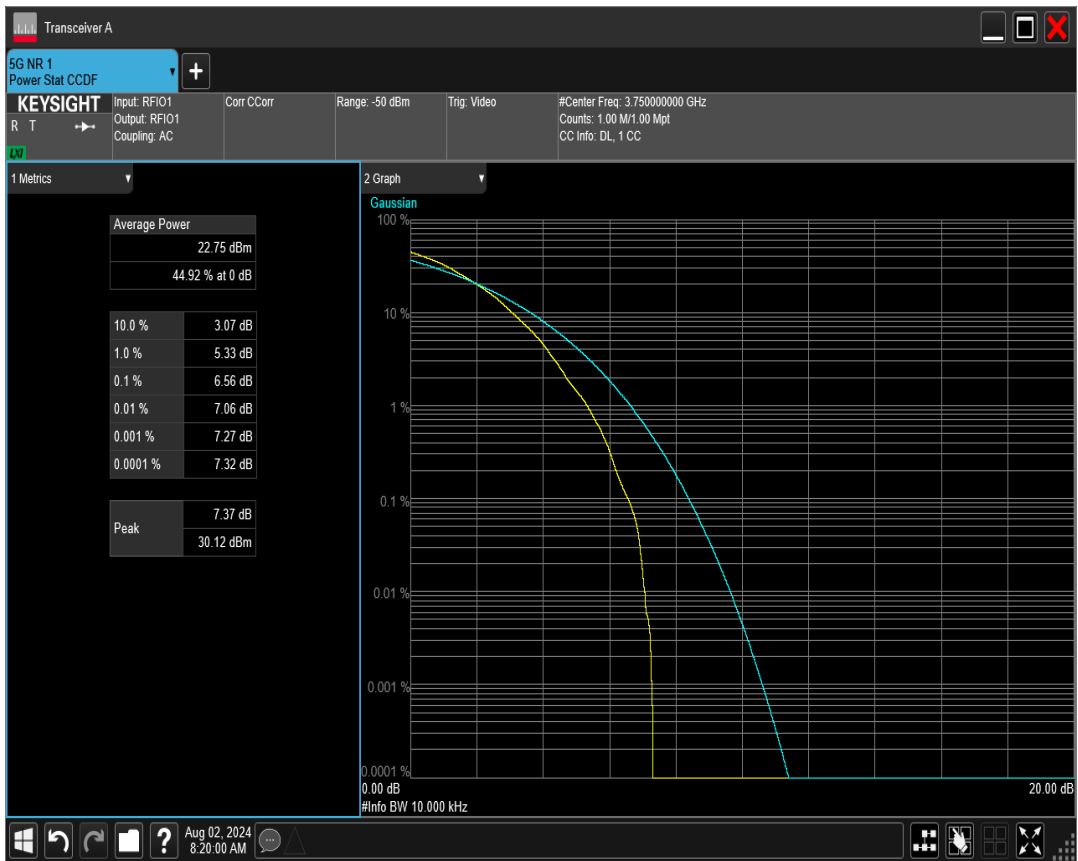 Transceiver A
5G NR 1
Power Stat CCDF
+
KEYSIGHT
R T
LXI
Input: RFIO1
Output: RFIO1
Coupling: AC
Corr CCorr
Range: -50 dBm
Trig: Video
#Center Freq: 3.750000000 GHz
Counts: 1.00 M/1.00 Mpt
CC Info: DL, 1 CC
1 Metrics
Average Power
22.75 dBm
44.92 % at 0 dB
10.0 % 3.07 dB
1.0 % 5.33 dB
0.1 % 6.56 dB
0.01 % 7.06 dB
0.001 % 7.27 dB
0.0001 % 7.32 dB
Peak
7.37 dB
30.12 dBm
2 Graph
Gaussian
100 %
10 %
1 %
0.1 %
0.01 %
0.001 %
0.0001 %
0.00 dB 20.00 dB
#Info BW 10.000 kHz
?
Aug 02, 2024
8:20:00 AM